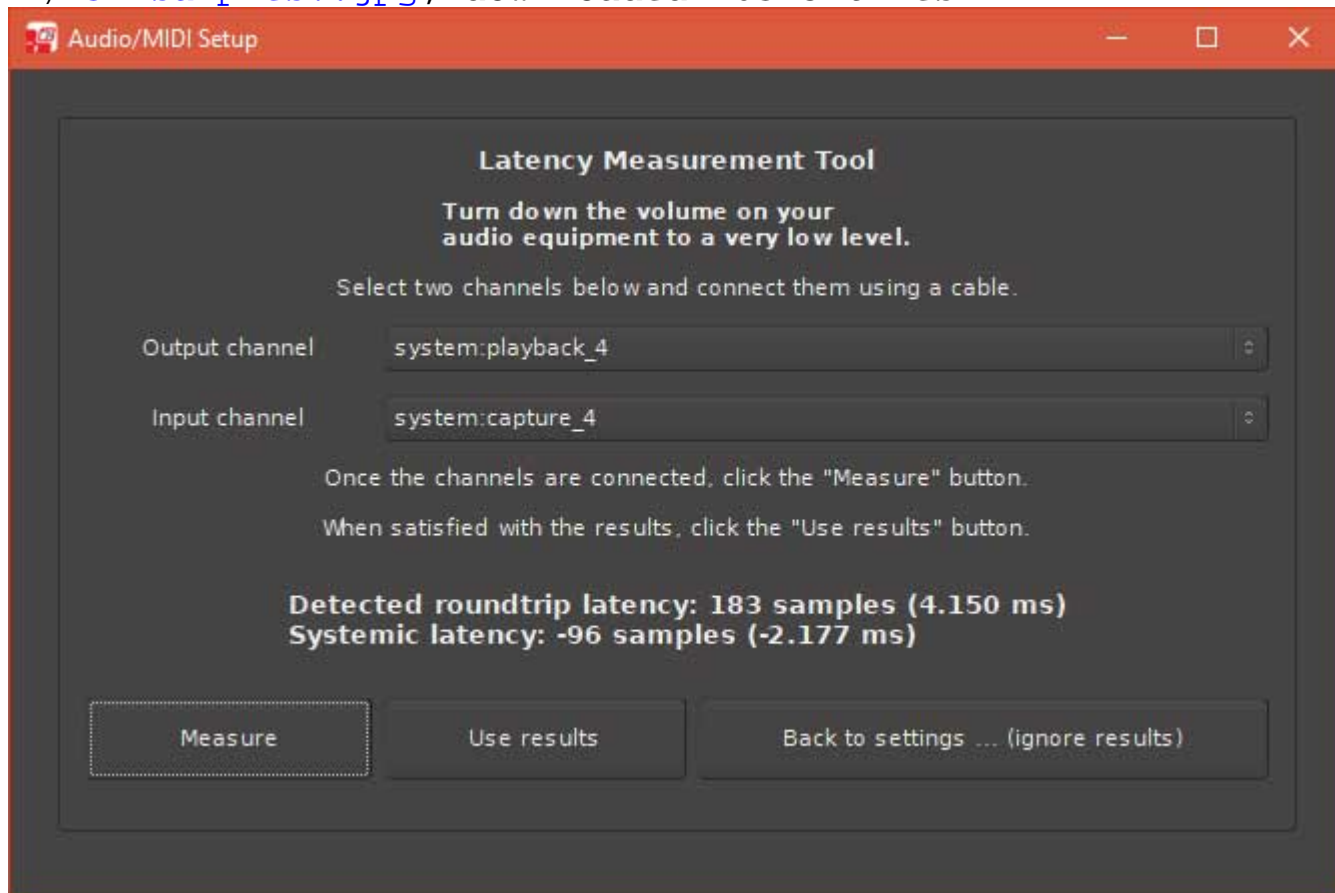 Audio/MIDI Setup
Latency Measurement Tool
Turn down the volume on your
audio equipment to a very low level.
Select two channels below and connect them using a cable.
Output channel
system:playback_4
Input channel
system:capture_4
Once the channels are connected, click the "Measure" button.
When satisfied with the results, click the "Use results" button.
Detected roundtrip latency: 183 samples (4.150 ms)
Systemic latency: -96 samples (-2.177 ms)
Measure
Use results
Back to settings ... (ignore results)